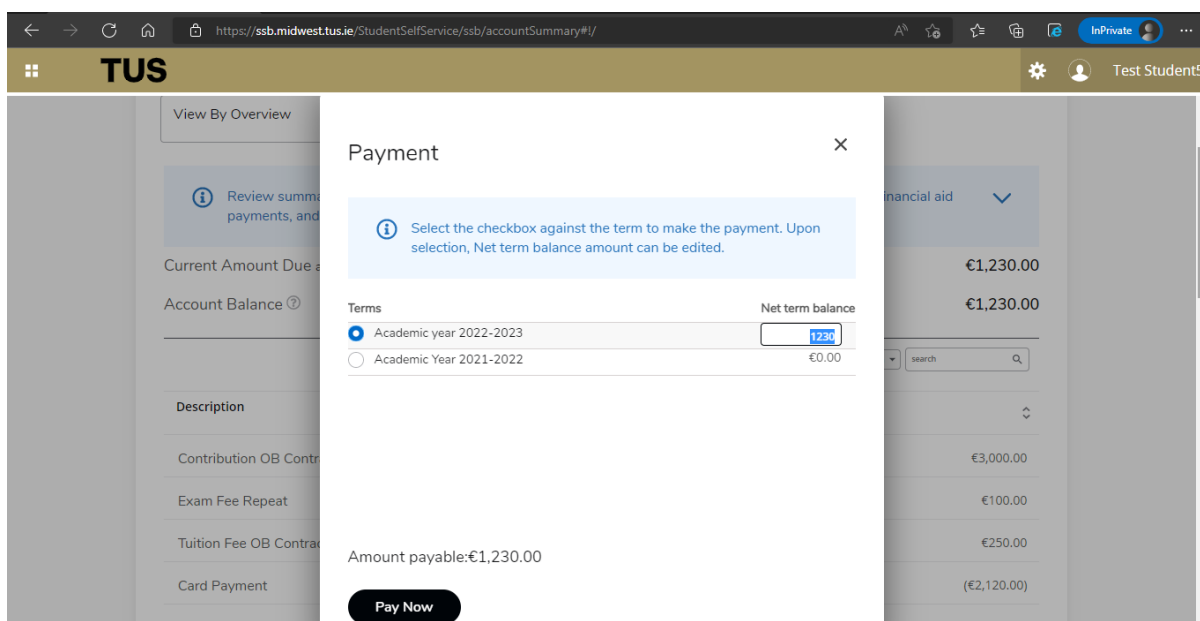 https://ssb.midwest.tus.ie/StudentSelfService/ssb/accountSummary#!/
InPrivate
TUS
Test Student5
View By Overview
Payment
Review summa
inancial aid
payments, and
Select the checkbox against the term to make the payment. Upon
selection, Net term balance amount can be edited.
Current Amount Due a
€1,230.00
Account Balance ?
€1,230.00
Terms Net term balance
Academic year 2022-2023 1230
Academic Year 2021-2022 €0.00
search
Description
Contribution OB Contr €3,000.00
Exam Fee Repeat €100.00
Tuition Fee OB Contrac €250.00
Amount payable:€1,230.00
Card Payment (€2,120.00)
Pay Now